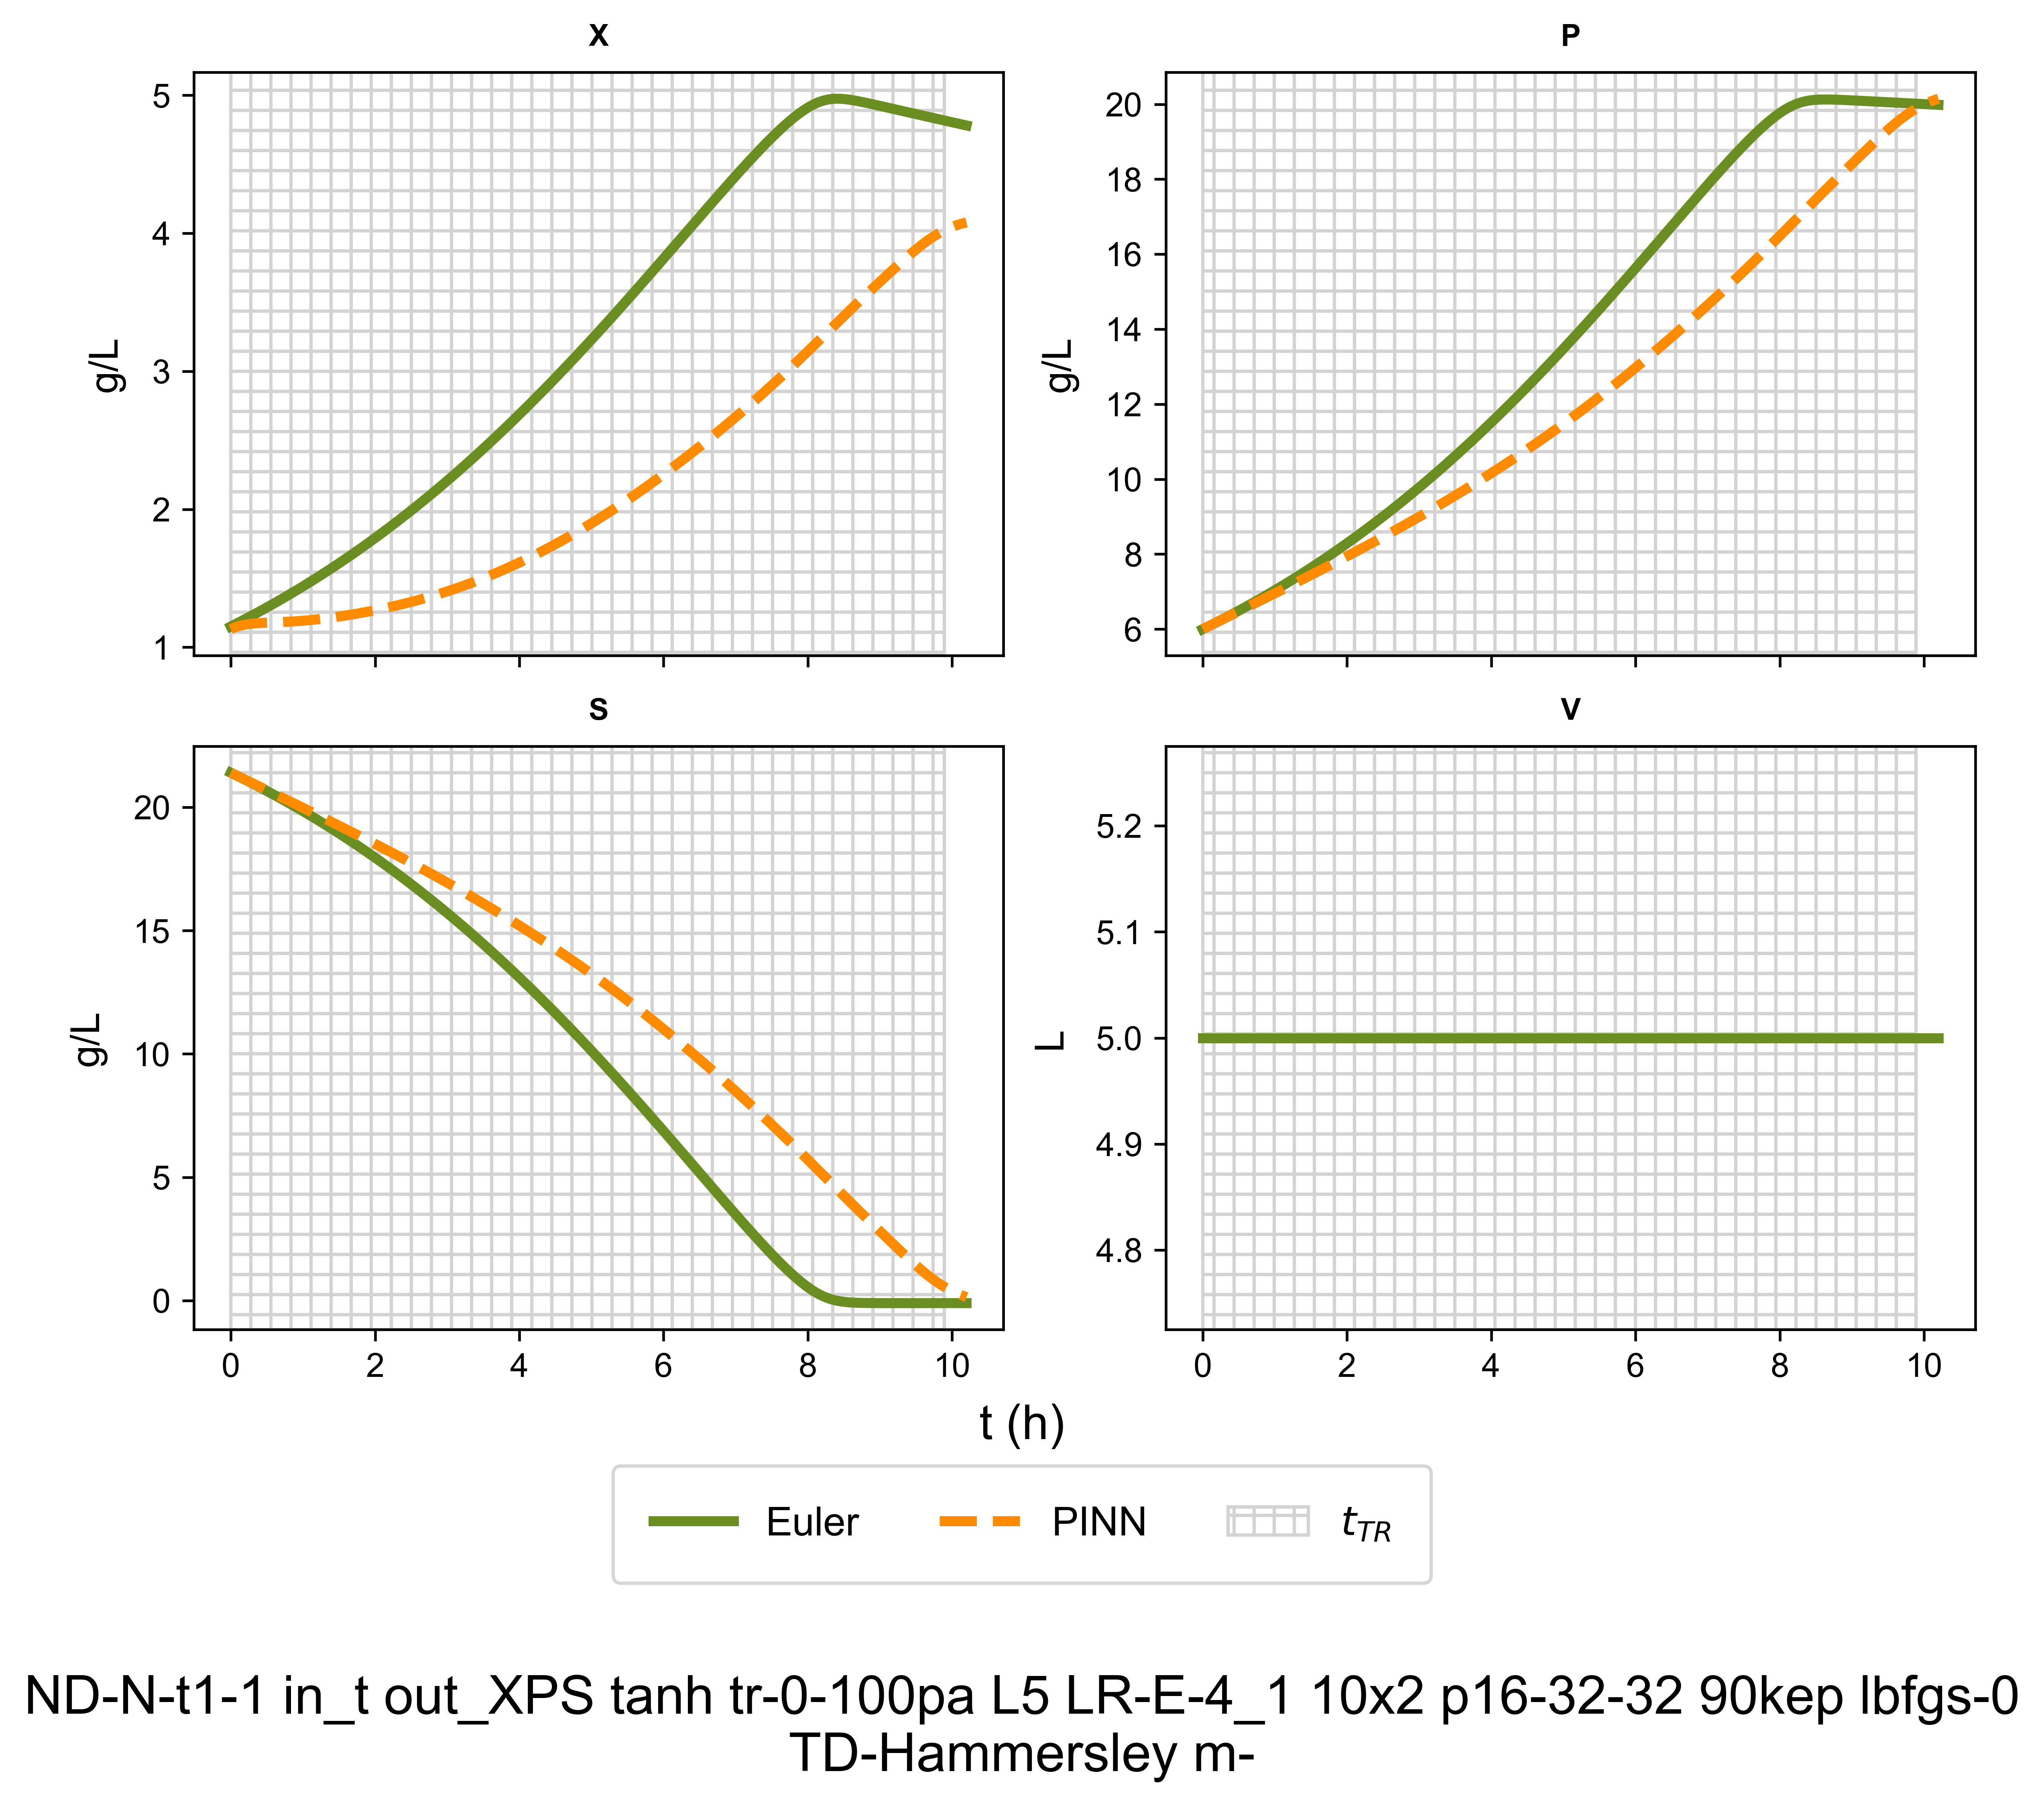 X
5
4
3
2
1
g/L
P
20
18
16
14
12
10
8
6
g/L
S
20
15
10
5
0
g/L
0 2 4 6 8 10
V
5.2
5.1
5.0
4.9
4.8
L
0 2 4 6 8 10
t (h)
Euler PINN t_TR
ND-N-t1-1 in_t out_XPS tanh tr-0-100pa L5 LR-E-4_1 10x2 p16-32-32 90kep lbfgs-0
TD-Hammersley m-